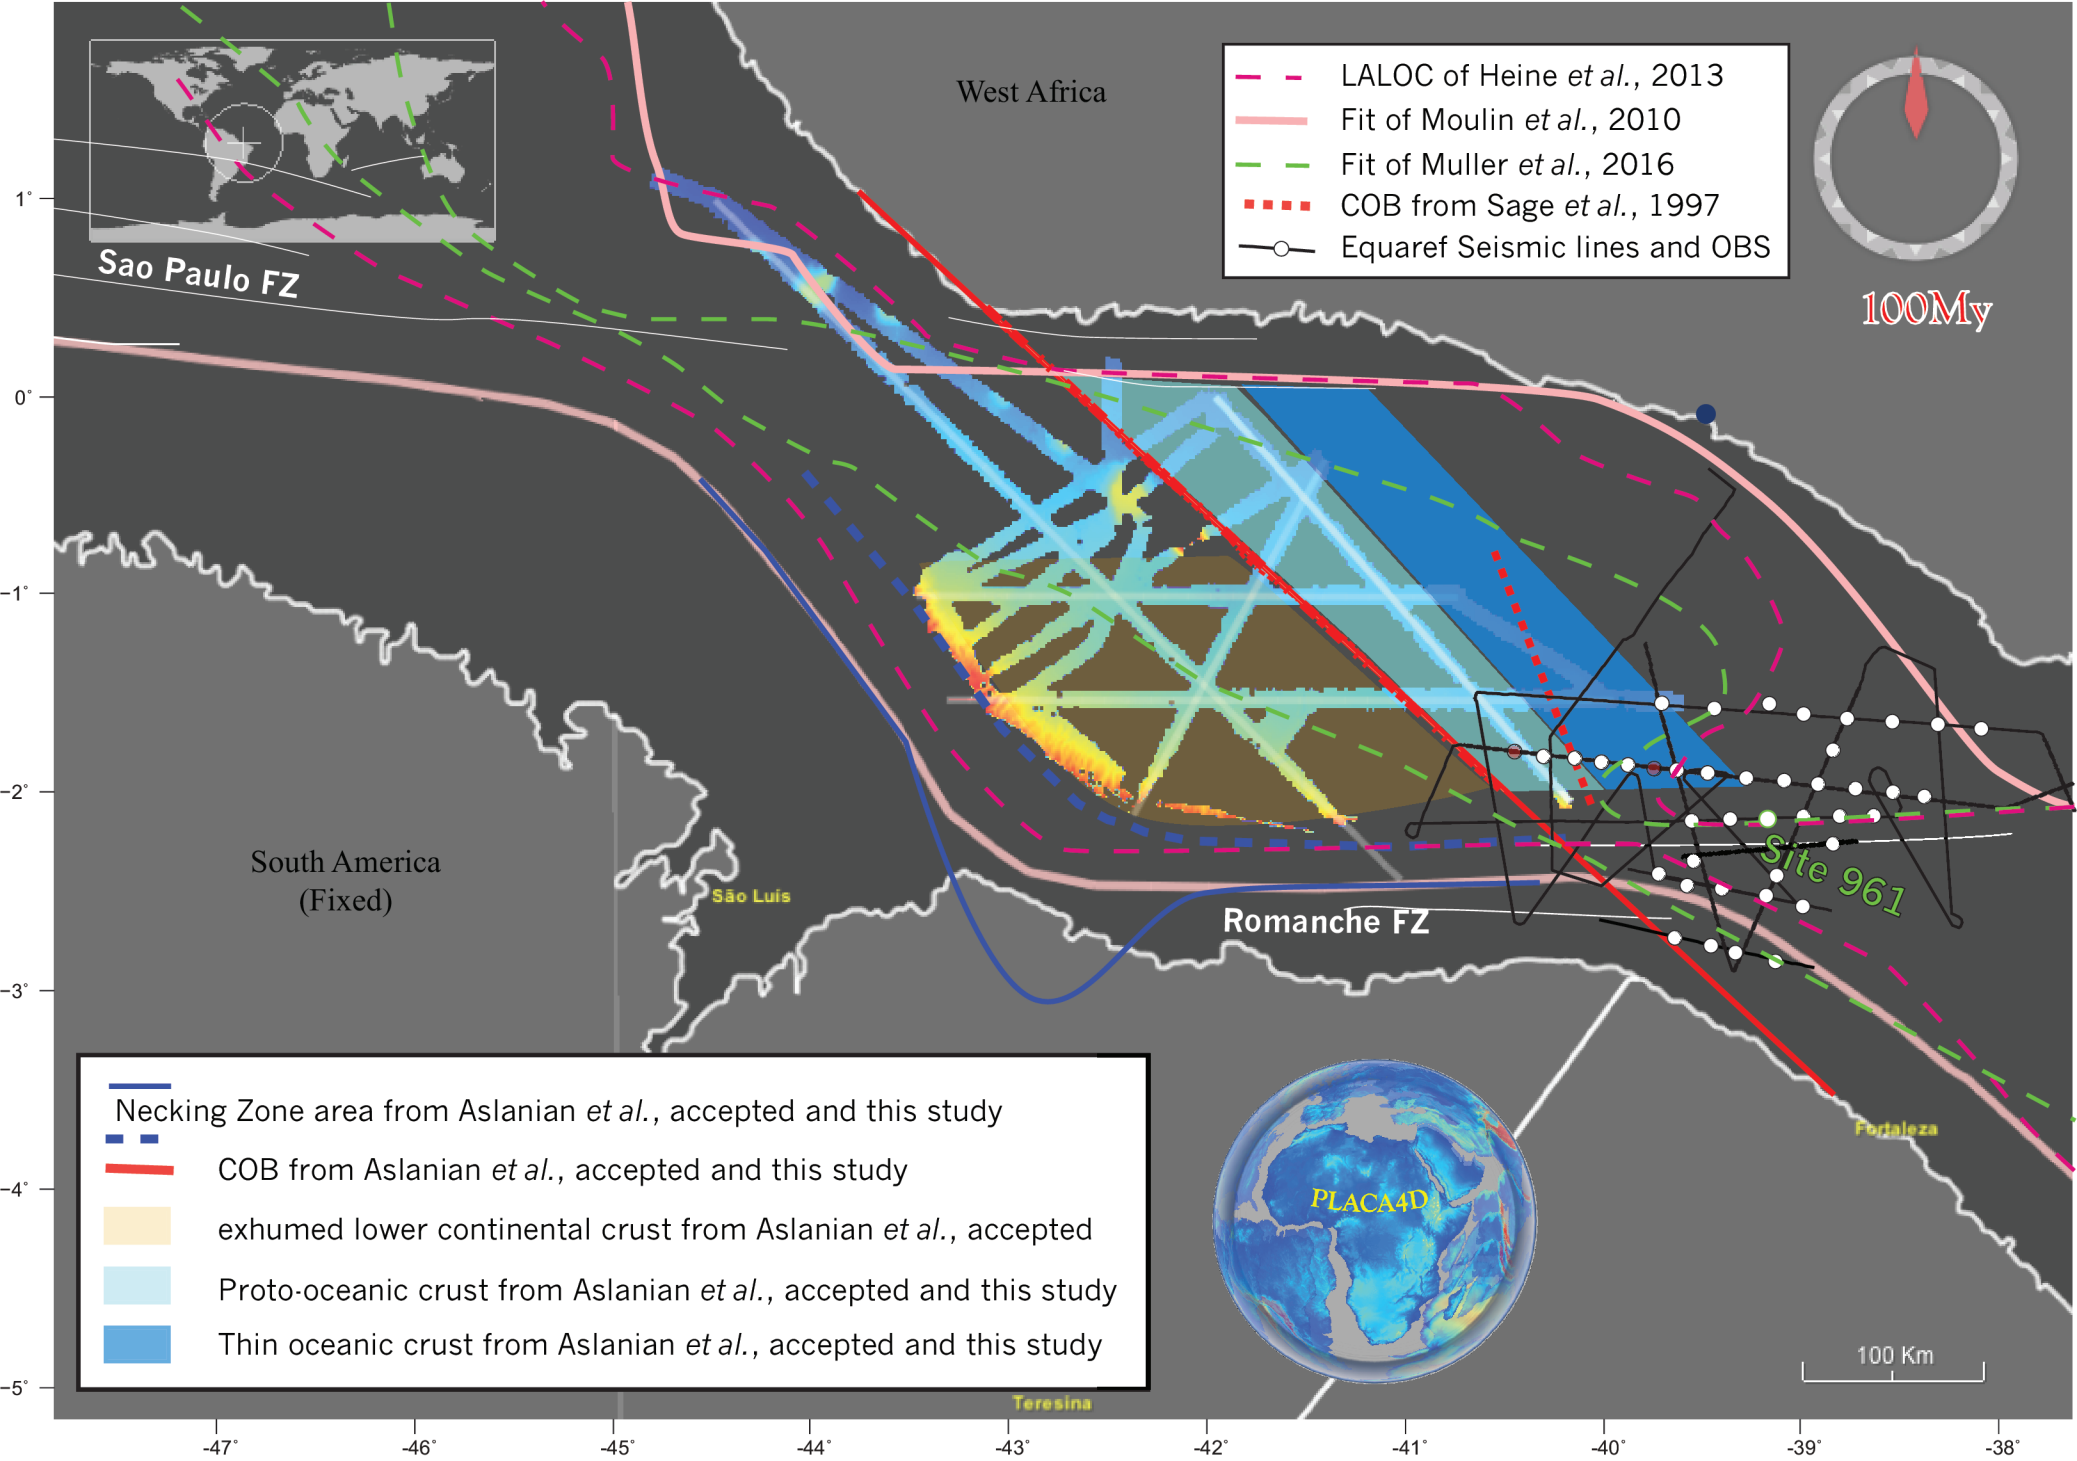 West Africa
LALOC of Heine et al., 2013
Fit of Moulin et al., 2010
Fit of Muller et al., 2016
COB from Sage et al., 1997
Equaref Seismic lines and OBS
100My
Sao Paulo FZ
1°
0°
-1°
-2°
-3°
-4°
-5°
South America
(Fixed)
São Luís
Romanche FZ
Site 961
Fortaleza
Necking Zone area from Aslanian et al., accepted and this study
COB from Aslanian et al., accepted and this study
exhumed lower continental crust from Aslanian et al., accepted
Proto-oceanic crust from Aslanian et al., accepted and this study
Thin oceanic crust from Aslanian et al., accepted and this study
PLACA4D
100 Km
Teresina
-47° -46° -45° -44° -43° -42° -41° -40° -39° -38°